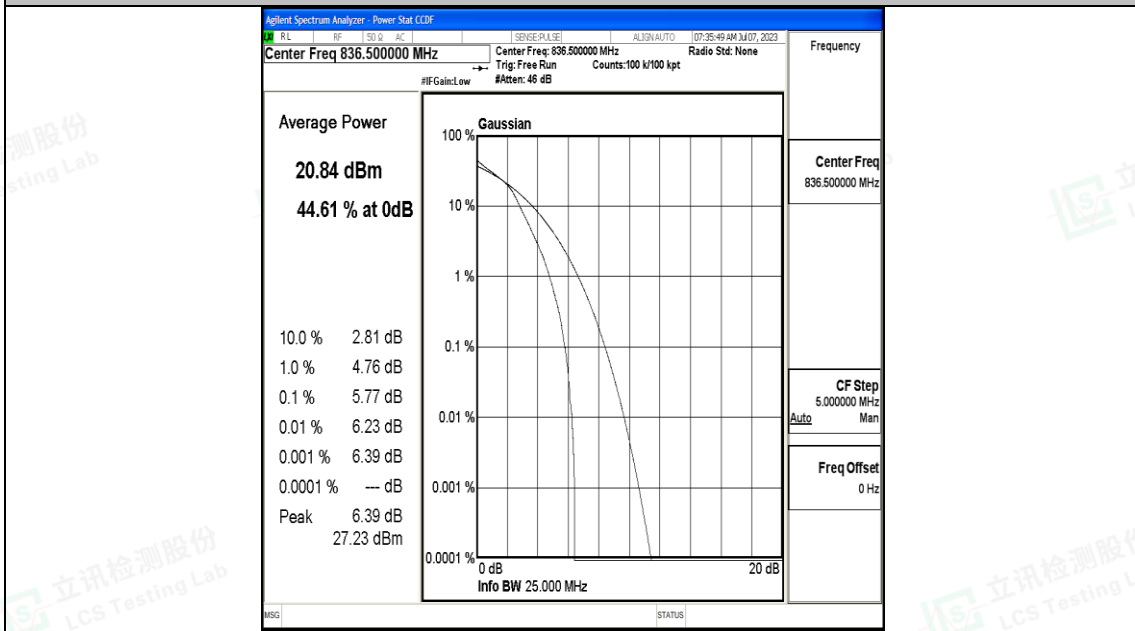 Agilent Spectrum Analyzer - Power Stat CCDF
RL RF 50 Ω AC SENSE:PULSE ALIGN AUTO 07:35:49 AM Jul 07, 2023
Center Freq 836.500000 MHz
Center Freq: 836.500000 MHz Radio Std: None
Trig: Free Run Counts:100 k/100 kpt
#IFGain:Low #Atten: 46 dB
Frequency
Average Power
20.84 dBm
44.61 % at 0dB
10.0 % 2.81 dB
1.0 % 4.76 dB
0.1 % 5.77 dB
0.01 % 6.23 dB
0.001 % 6.39 dB
0.0001 % --- dB
Peak 6.39 dB
27.23 dBm
Gaussian
100 %
10 %
1 %
0.1 %
0.01 %
0.001 %
0.0001 %
0 dB 20 dB
Info BW 25.000 MHz
Center Freq
836.500000 MHz
CF Step
5.000000 MHz
Auto Man
Freq Offset
0 Hz
MSG STATUS
立讯检测股份
LCS Testing Lab
立讯检测股份
LCS Testing L
测股份
sting Lab
立